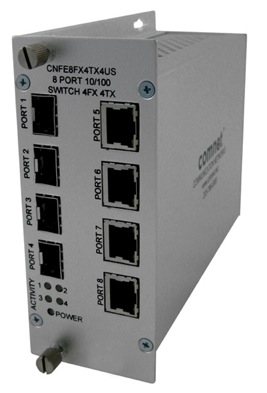 CNFE8FX4TX4US
8 PORT 10/100
SWITCH 4FX 4TX
PORT 1
PORT 5
PORT 2
PORT 6
PORT 3
PORT 7
PORT 4
PORT 8
ACTIVITY
1 2
3 4
POWER
comnet